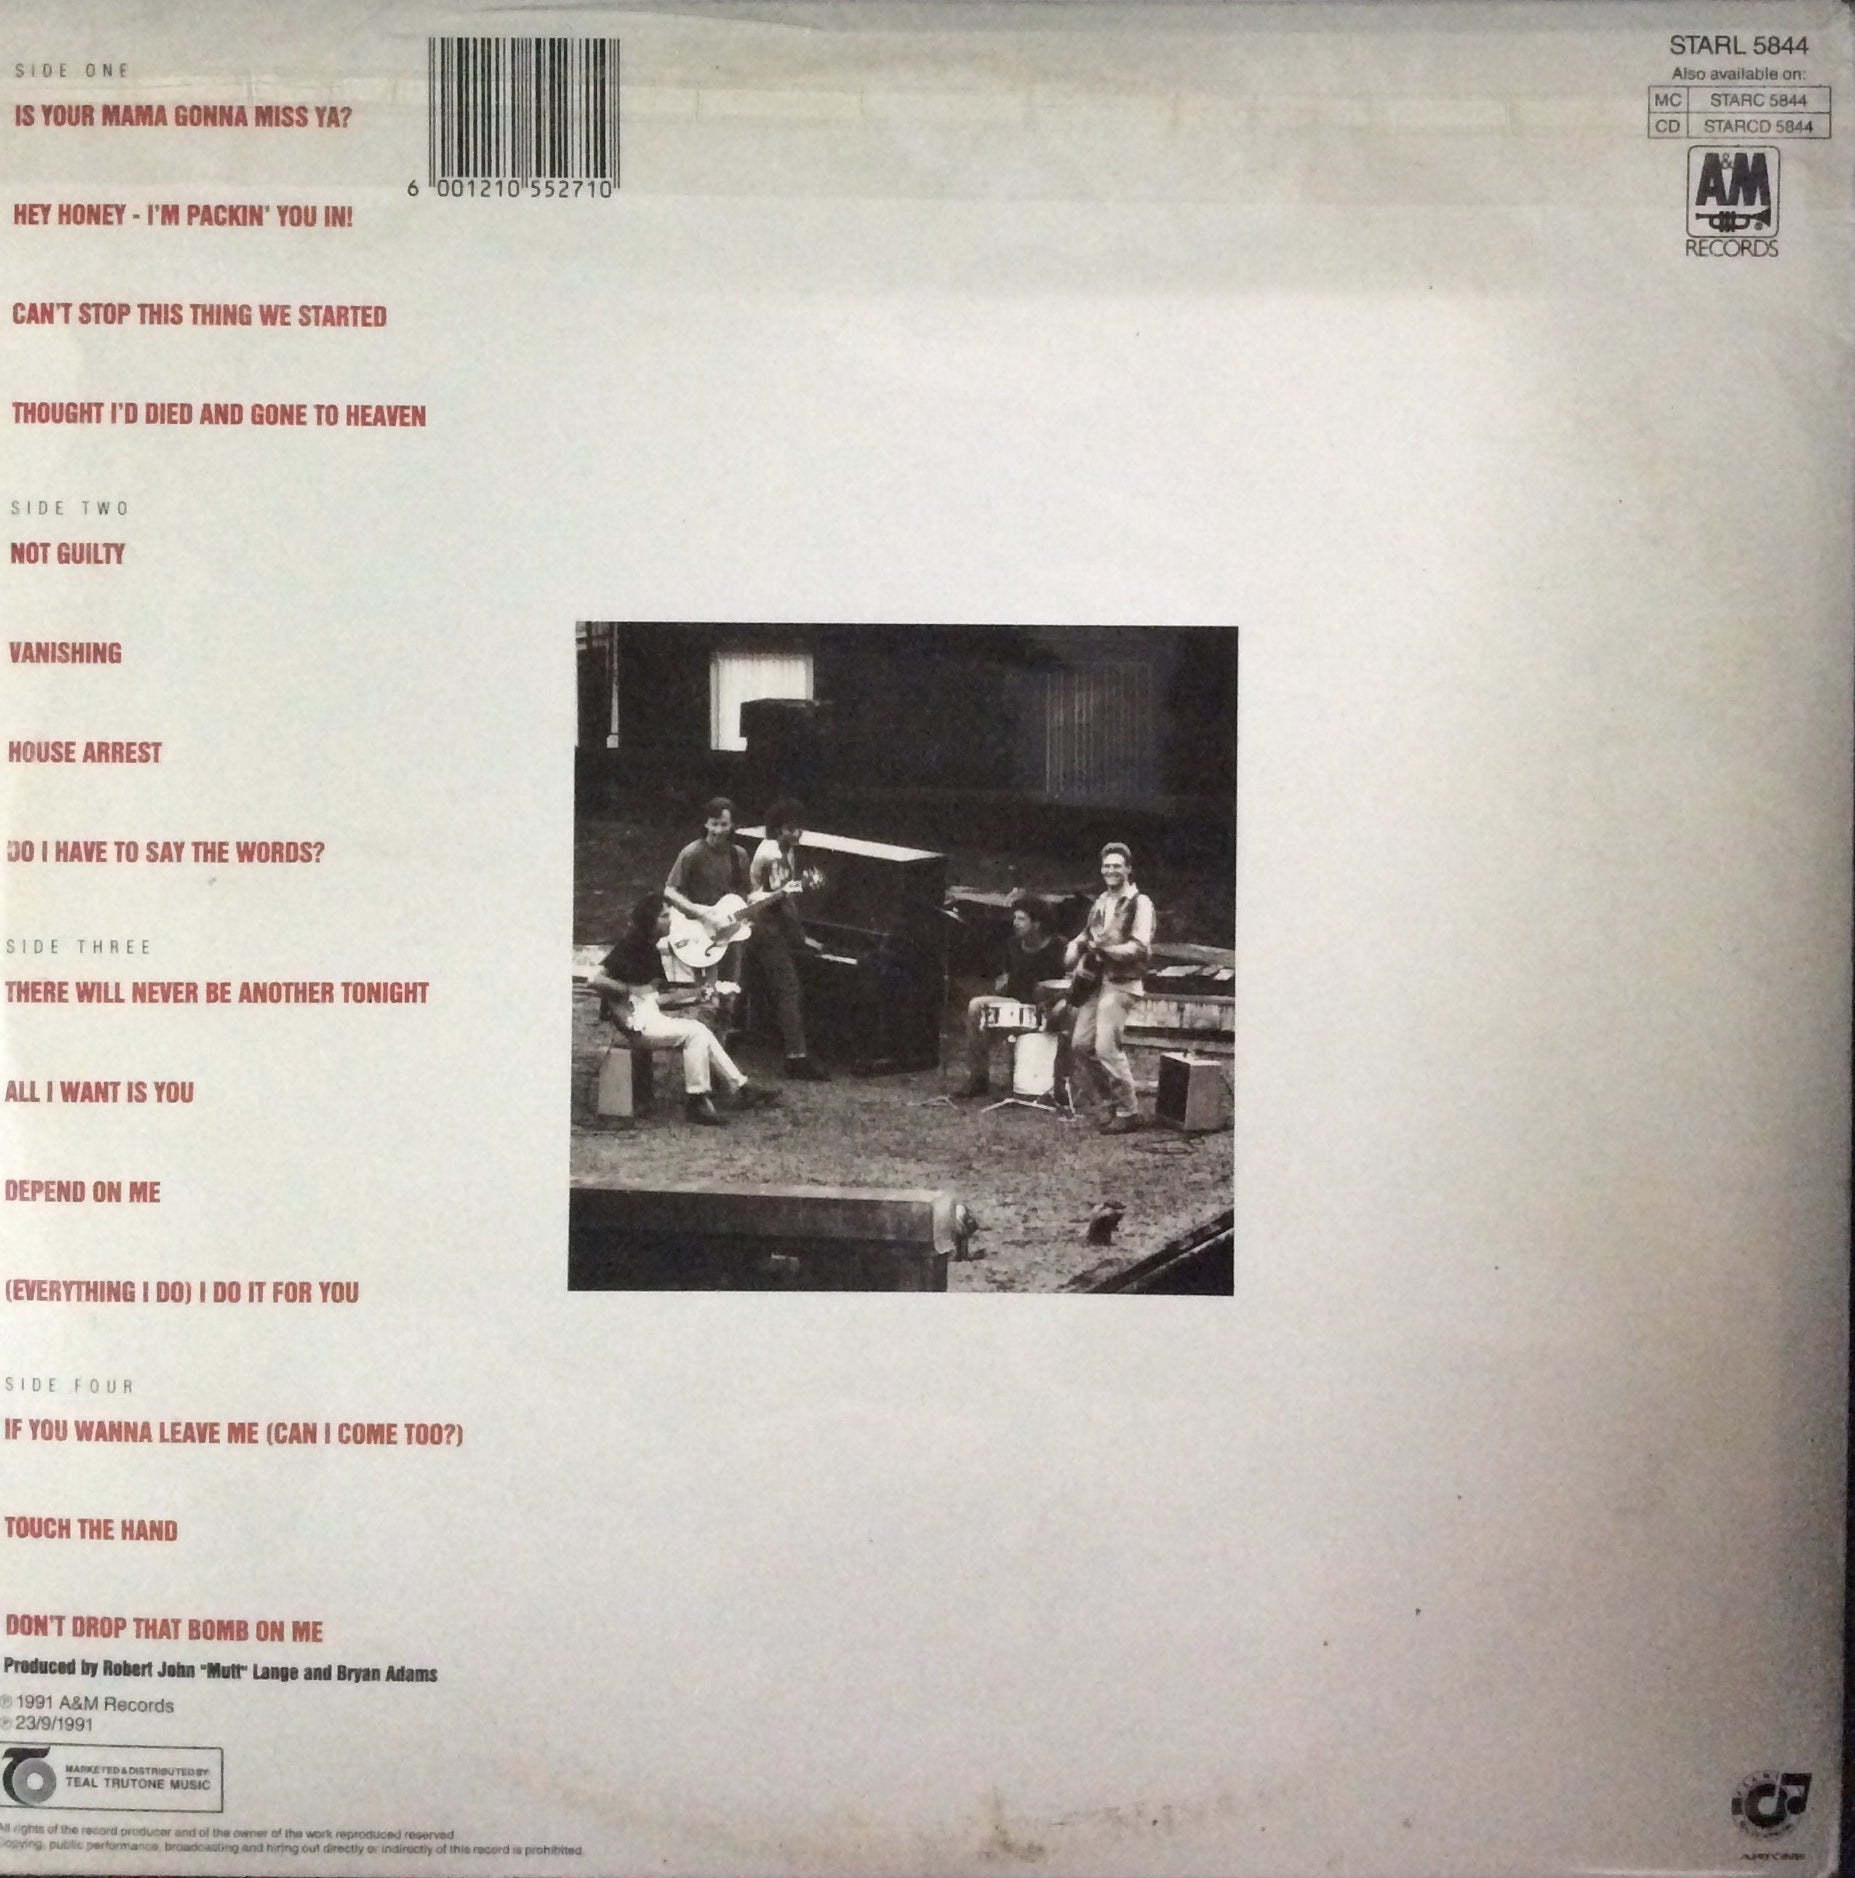 SIDE ONE
IS YOUR MAMA GONNA MISS YA?
HEY HONEY - I'M PACKIN' YOU IN!
CAN'T STOP THIS THING WE STARTED
THOUGHT I'D DIED AND GONE TO HEAVEN
SIDE TWO
NOT GUILTY
VANISHING
HOUSE ARREST
DO I HAVE TO SAY THE WORDS?
SIDE THREE
THERE WILL NEVER BE ANOTHER TONIGHT
ALL I WANT IS YOU
DEPEND ON ME
(EVERYTHING I DO) I DO IT FOR YOU
SIDE FOUR
IF YOU WANNA LEAVE ME (CAN I COME TOO?)
TOUCH THE HAND
DON'T DROP THAT BOMB ON ME
Produced by Robert John "Mutt" Lange and Bryan Adams
℗ 1991 A&M Records
℗ 23/9/1991
MARKETED & DISTRIBUTED BY
TEAL TRUTONE MUSIC
All rights of the record producer and of the owner of the work reproduced reserved.
Copying, public performance, broadcasting and hiring out directly or indirectly of this record is prohibited.
6 001210 552710
STARL 5844
Also available on:
MC STARC 5844
CD STARCD 5844
A&M
RECORDS
ARTONE